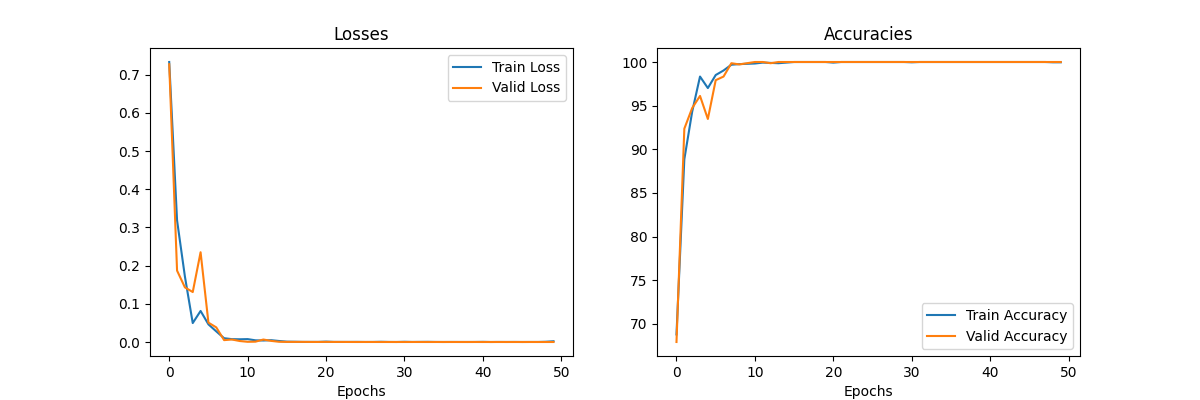 Losses
0.7
0.6
0.5
0.4
0.3
0.2
0.1
0.0
0 10 20 30 40 50
Epochs
Train Loss
Valid Loss
Accuracies
100
95
90
85
80
75
70
0 10 20 30 40 50
Epochs
Train Accuracy
Valid Accuracy